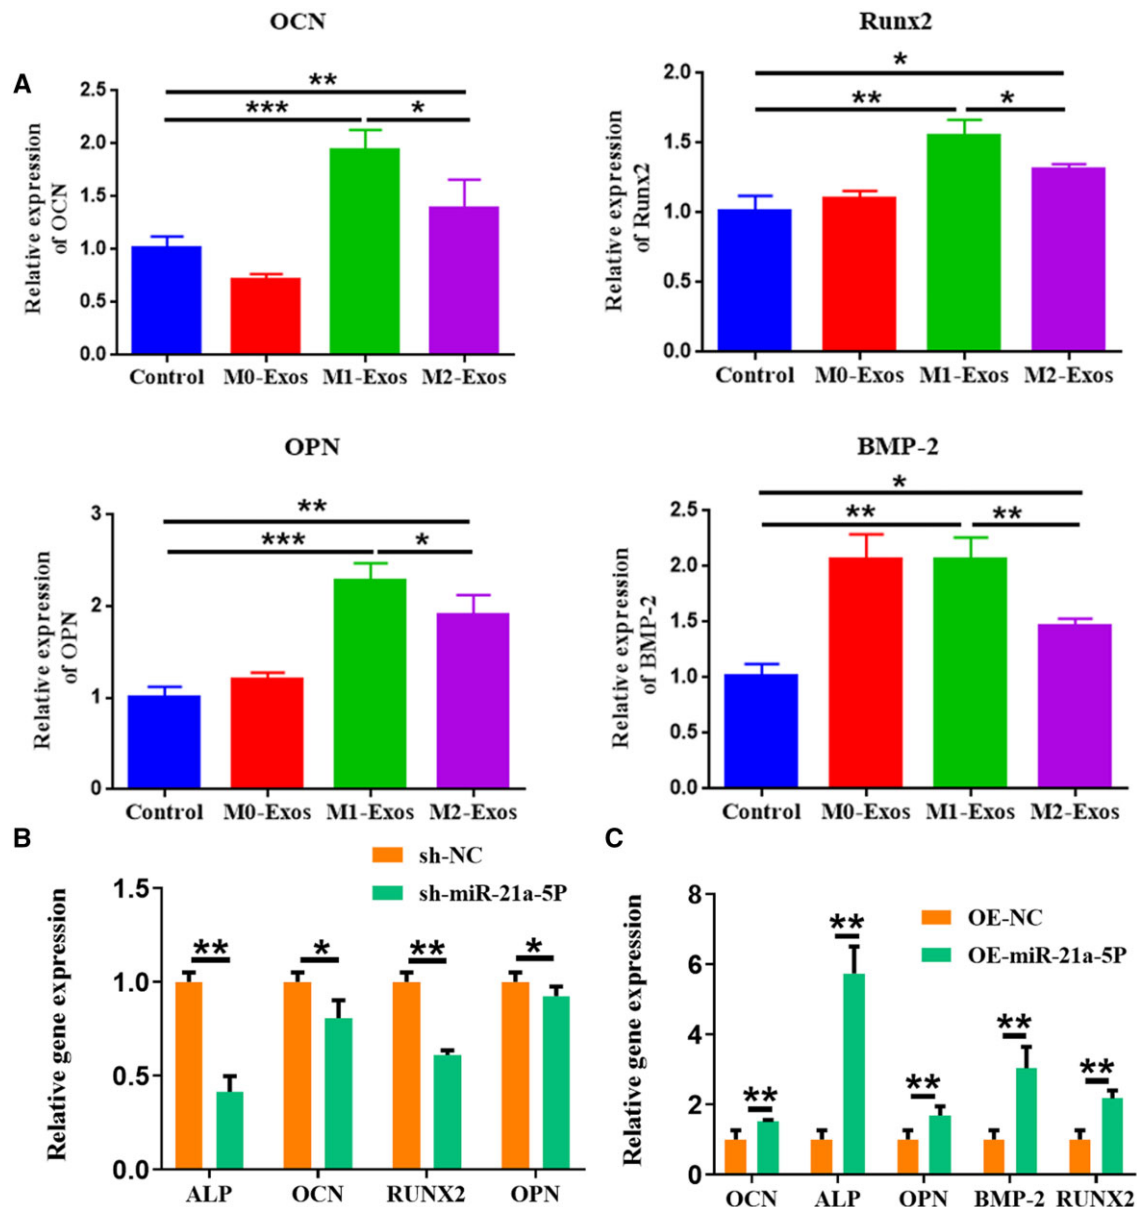 OCN
Runx2
A
Relative expression
of OCN
2.5
2.0
1.5
1.0
0.5
0.0
**
***
*
Control M0-Exos M1-Exos M2-Exos
Relative expression
of Runx2
2.0
1.5
1.0
0.5
0.0
*
**
*
Control M0-Exos M1-Exos M2-Exos
OPN
BMP-2
Relative expression
of OPN
3
2
1
0
**
***
*
Control M0-Exos M1-Exos M2-Exos
Relative expression
of BMP-2
2.5
2.0
1.5
1.0
0.5
0.0
*
**
**
Control M0-Exos M1-Exos M2-Exos
B
sh-NC
sh-miR-21a-5P
Relative gene expression
1.5
1.0
0.5
0.0
**
*
**
*
ALP OCN RUNX2 OPN
C
OE-NC
OE-miR-21a-5P
Relative gene expression
8
6
4
2
0
**
**
**
**
**
OCN ALP OPN BMP-2 RUNX2